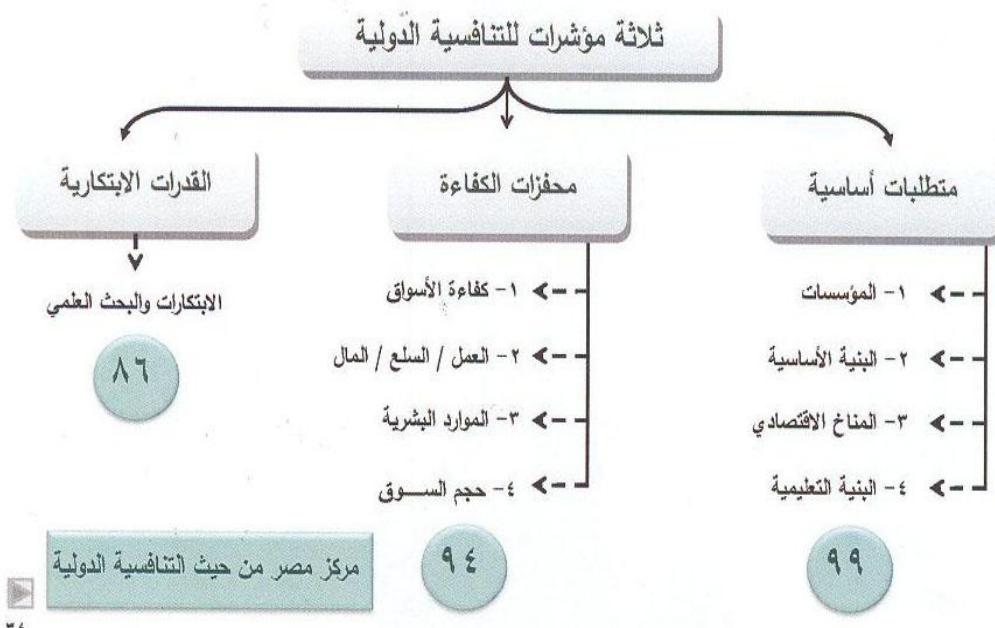 ثلاثة مؤشرات للتنافسية الدولية
متطلبات أساسية
١- المؤسسات
٢- البنية الأساسية
٣- المناخ الاقتصادي
٤- البنية التعليمية
٩٩
محفزات الكفاءة
١- كفاءة الأسواق
٢- العمل / السلع / المال
٣- الموارد البشرية
٤- حجم الســوق
٩٤
القدرات الابتكارية
الابتكارات والبحث العلمي
٨٦
مركز مصر من حيث التنافسية الدولية